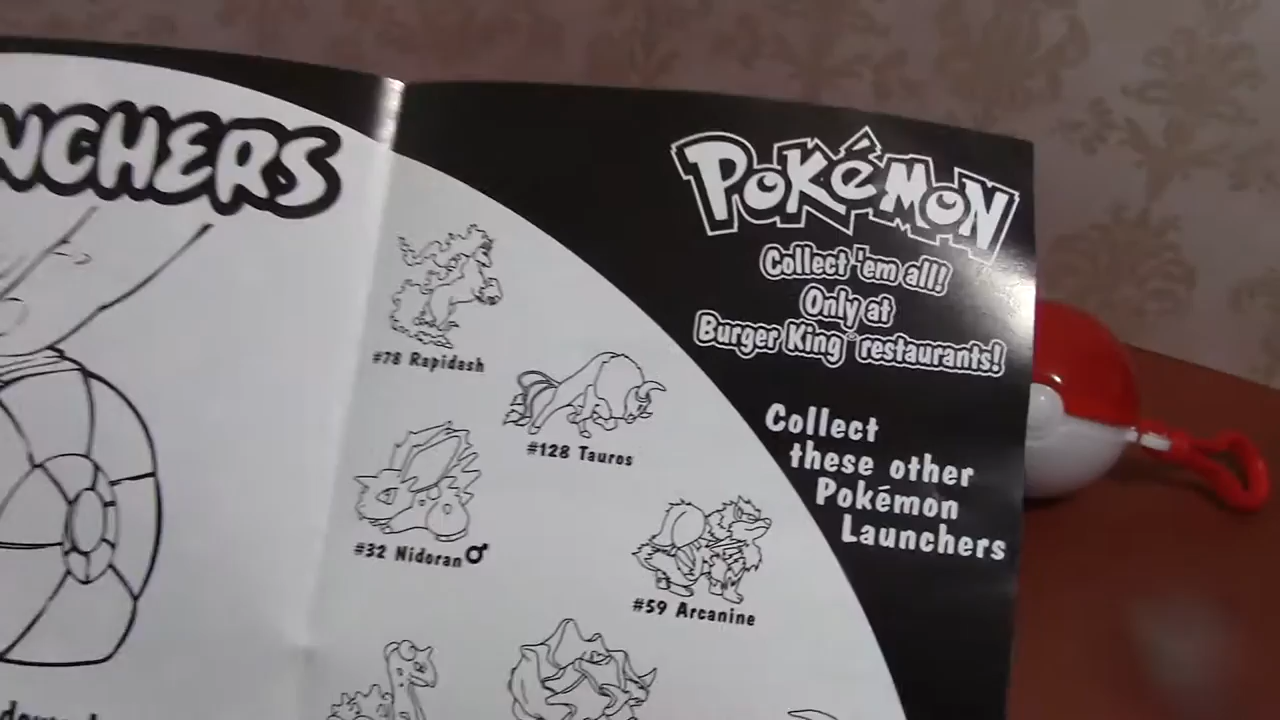 NCHERS
POKéMON
Collect 'em all!
Only at
Burger King® restaurants!
#78 Rapidash
#128 Tauros
Collect
these other
Pokémon
Launchers
#32 Nidoran♂
#59 Arcanine